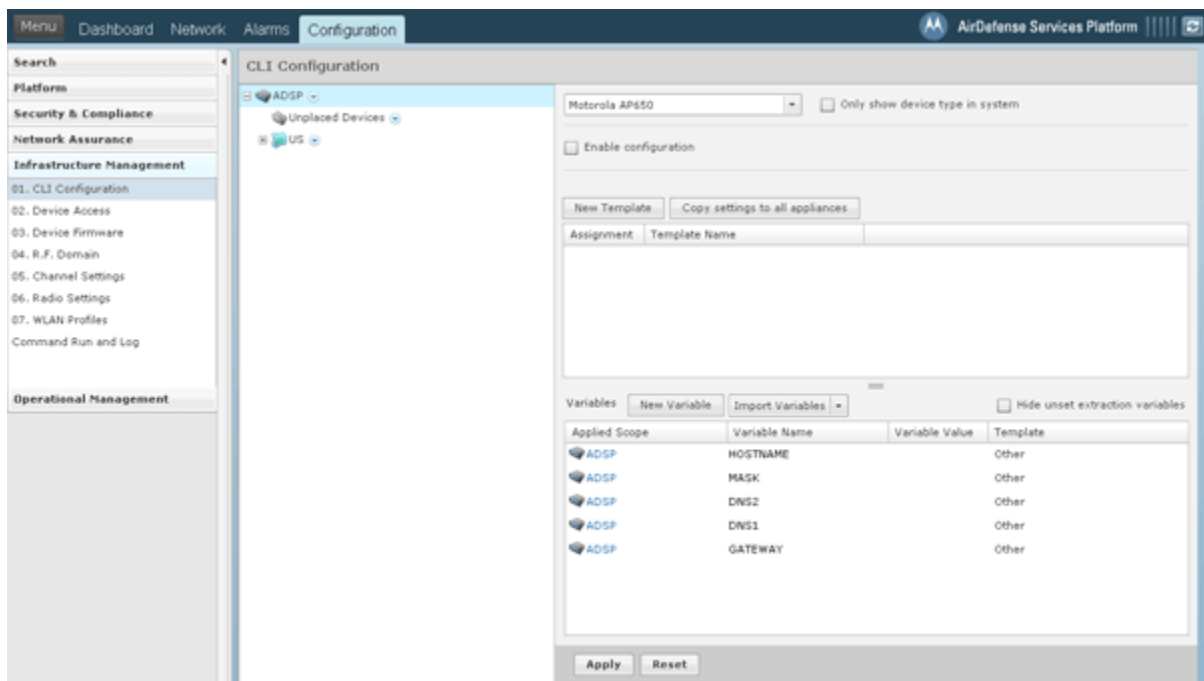 Menu Dashboard Network Alarms Configuration AirDefense Services Platform
Search
Platform
Security & Compliance
Network Assurance
Infrastructure Management
01. CLI Configuration
02. Device Access
03. Device Firmware
04. R.F. Domain
05. Channel Settings
06. Radio Settings
07. WLAN Profiles
Command Run and Log
Operational Management
CLI Configuration
ADSP
Unplaced Devices
US
Motorola AP650 Only show device type in system
Enable configuration
New Template Copy settings to all appliances
Assignment Template Name
Variables New Variable Import Variables Hide unset extraction variables
Applied Scope Variable Name Variable Value Template
ADSP HOSTNAME Other
ADSP MASK Other
ADSP DNS2 Other
ADSP DNS1 Other
ADSP GATEWAY Other
Apply Reset